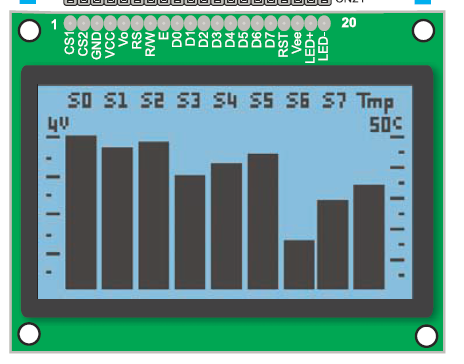 CN21
1 CS1 CS2 GND VCC Vo RS R/W E D0 D1 D2 D3 D4 D5 D6 D7 RST Vee LED+ LED- 20
S0 S1 S2 S3 S4 S5 S6 S7 Tmp
4V 50C